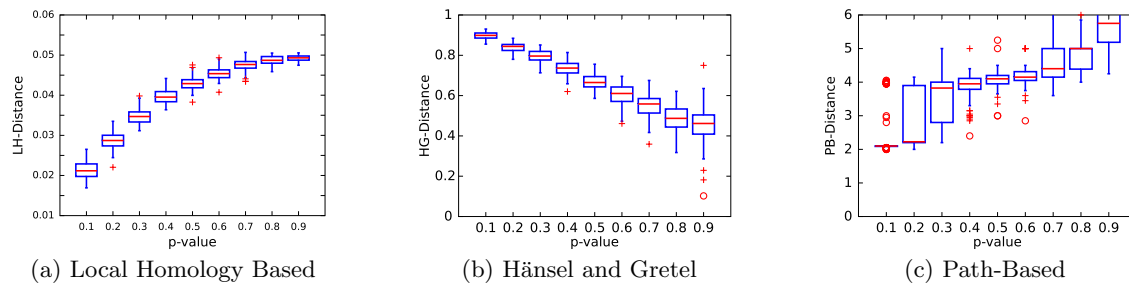 LH-Distance
0.06
0.05
0.04
0.03
0.02
0.01
0.1 0.2 0.3 0.4 0.5 0.6 0.7 0.8 0.9
p-value
(a) Local Homology Based
HG-Distance
1
0.8
0.6
0.4
0.2
0
0.1 0.2 0.3 0.4 0.5 0.6 0.7 0.8 0.9
p-value
(b) Hänsel and Gretel
PB-Distance
6
5
4
3
2
1
0
0.1 0.2 0.3 0.4 0.5 0.6 0.7 0.8 0.9
p-value
(c) Path-Based